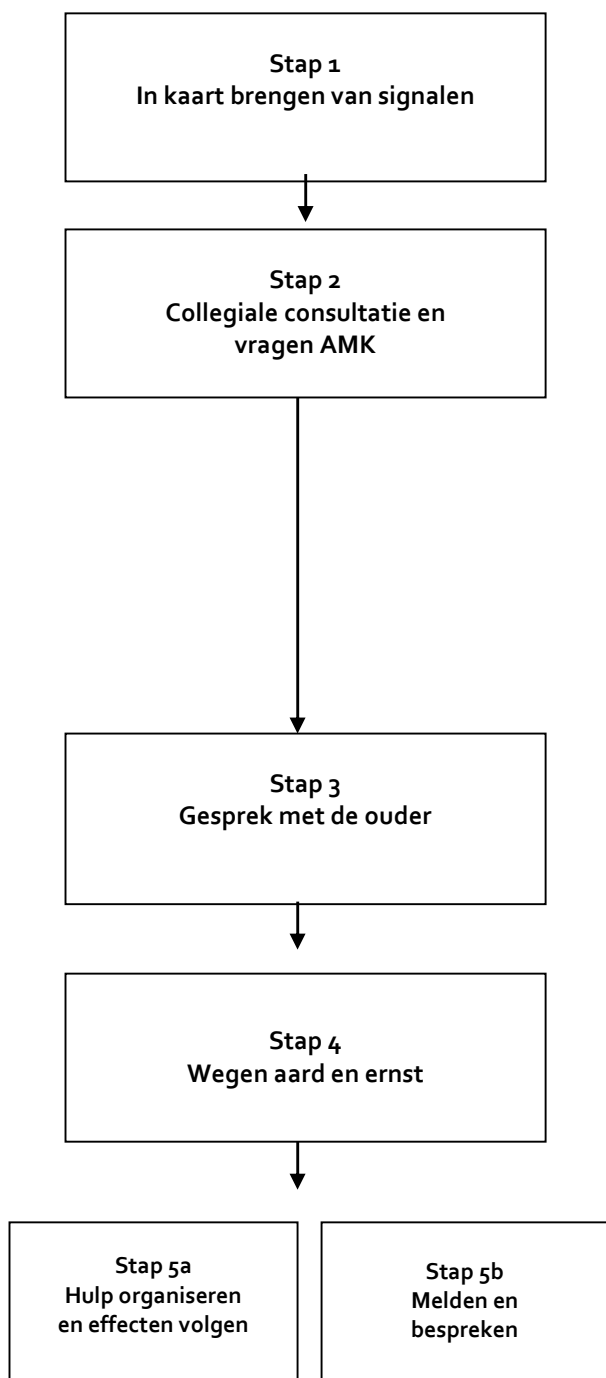 Stap 1
In kaart brengen van signalen
Stap 2
Collegiale consultatie en
vragen AMK
Stap 3
Gesprek met de ouder
Stap 4
Wegen aard en ernst
Stap 5a
Hulp organiseren
en effecten volgen
Stap 5b
Melden en
bespreken